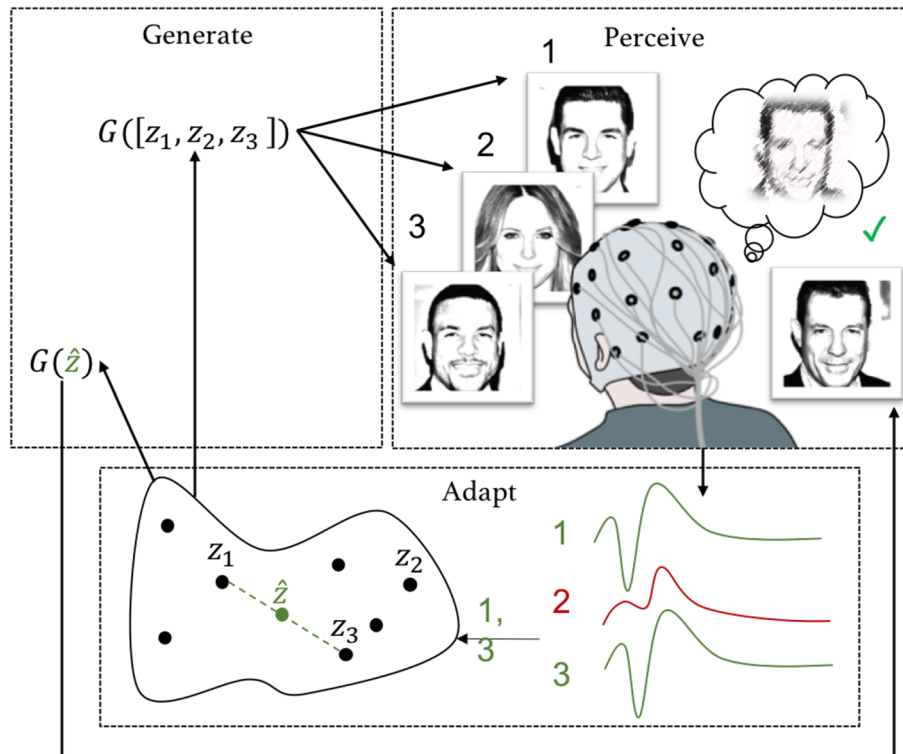 Generate
G([z₁, z₂, z₃ ])
G(ẑ)
Perceive
1
2
3
✓
Adapt
z₁
z₂
ẑ
z₃
1,
3
1
2
3